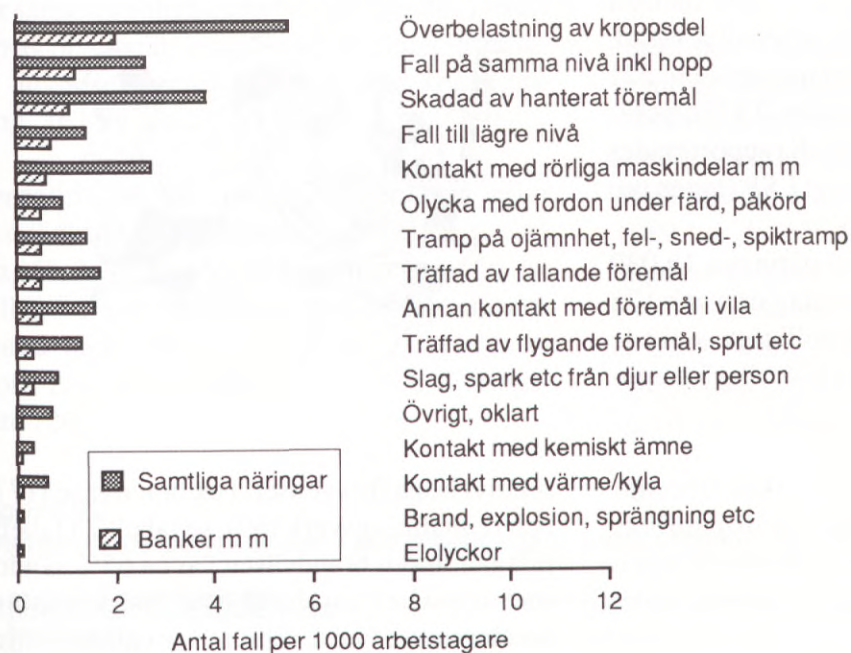 Överbelastning av kroppsdel
Fall på samma nivå inkl hopp
Skadad av hanterat föremål
Fall till lägre nivå
Kontakt med rörliga maskindelar m m
Olycka med fordon under färd, påkörd
Tramp på ojämnhet, fel-, sned-, spiktramp
Träffad av fallande föremål
Annan kontakt med föremål i vila
Träffad av flygande föremål, sprut etc
Slag, spark etc från djur eller person
Övrigt, oklart
Kontakt med kemiskt ämne
Kontakt med värme/kyla
Brand, explosion, sprängning etc
Elolyckor
Samtliga näringar
Banker m m
0 2 4 6 8 10 12
Antal fall per 1000 arbetstagare